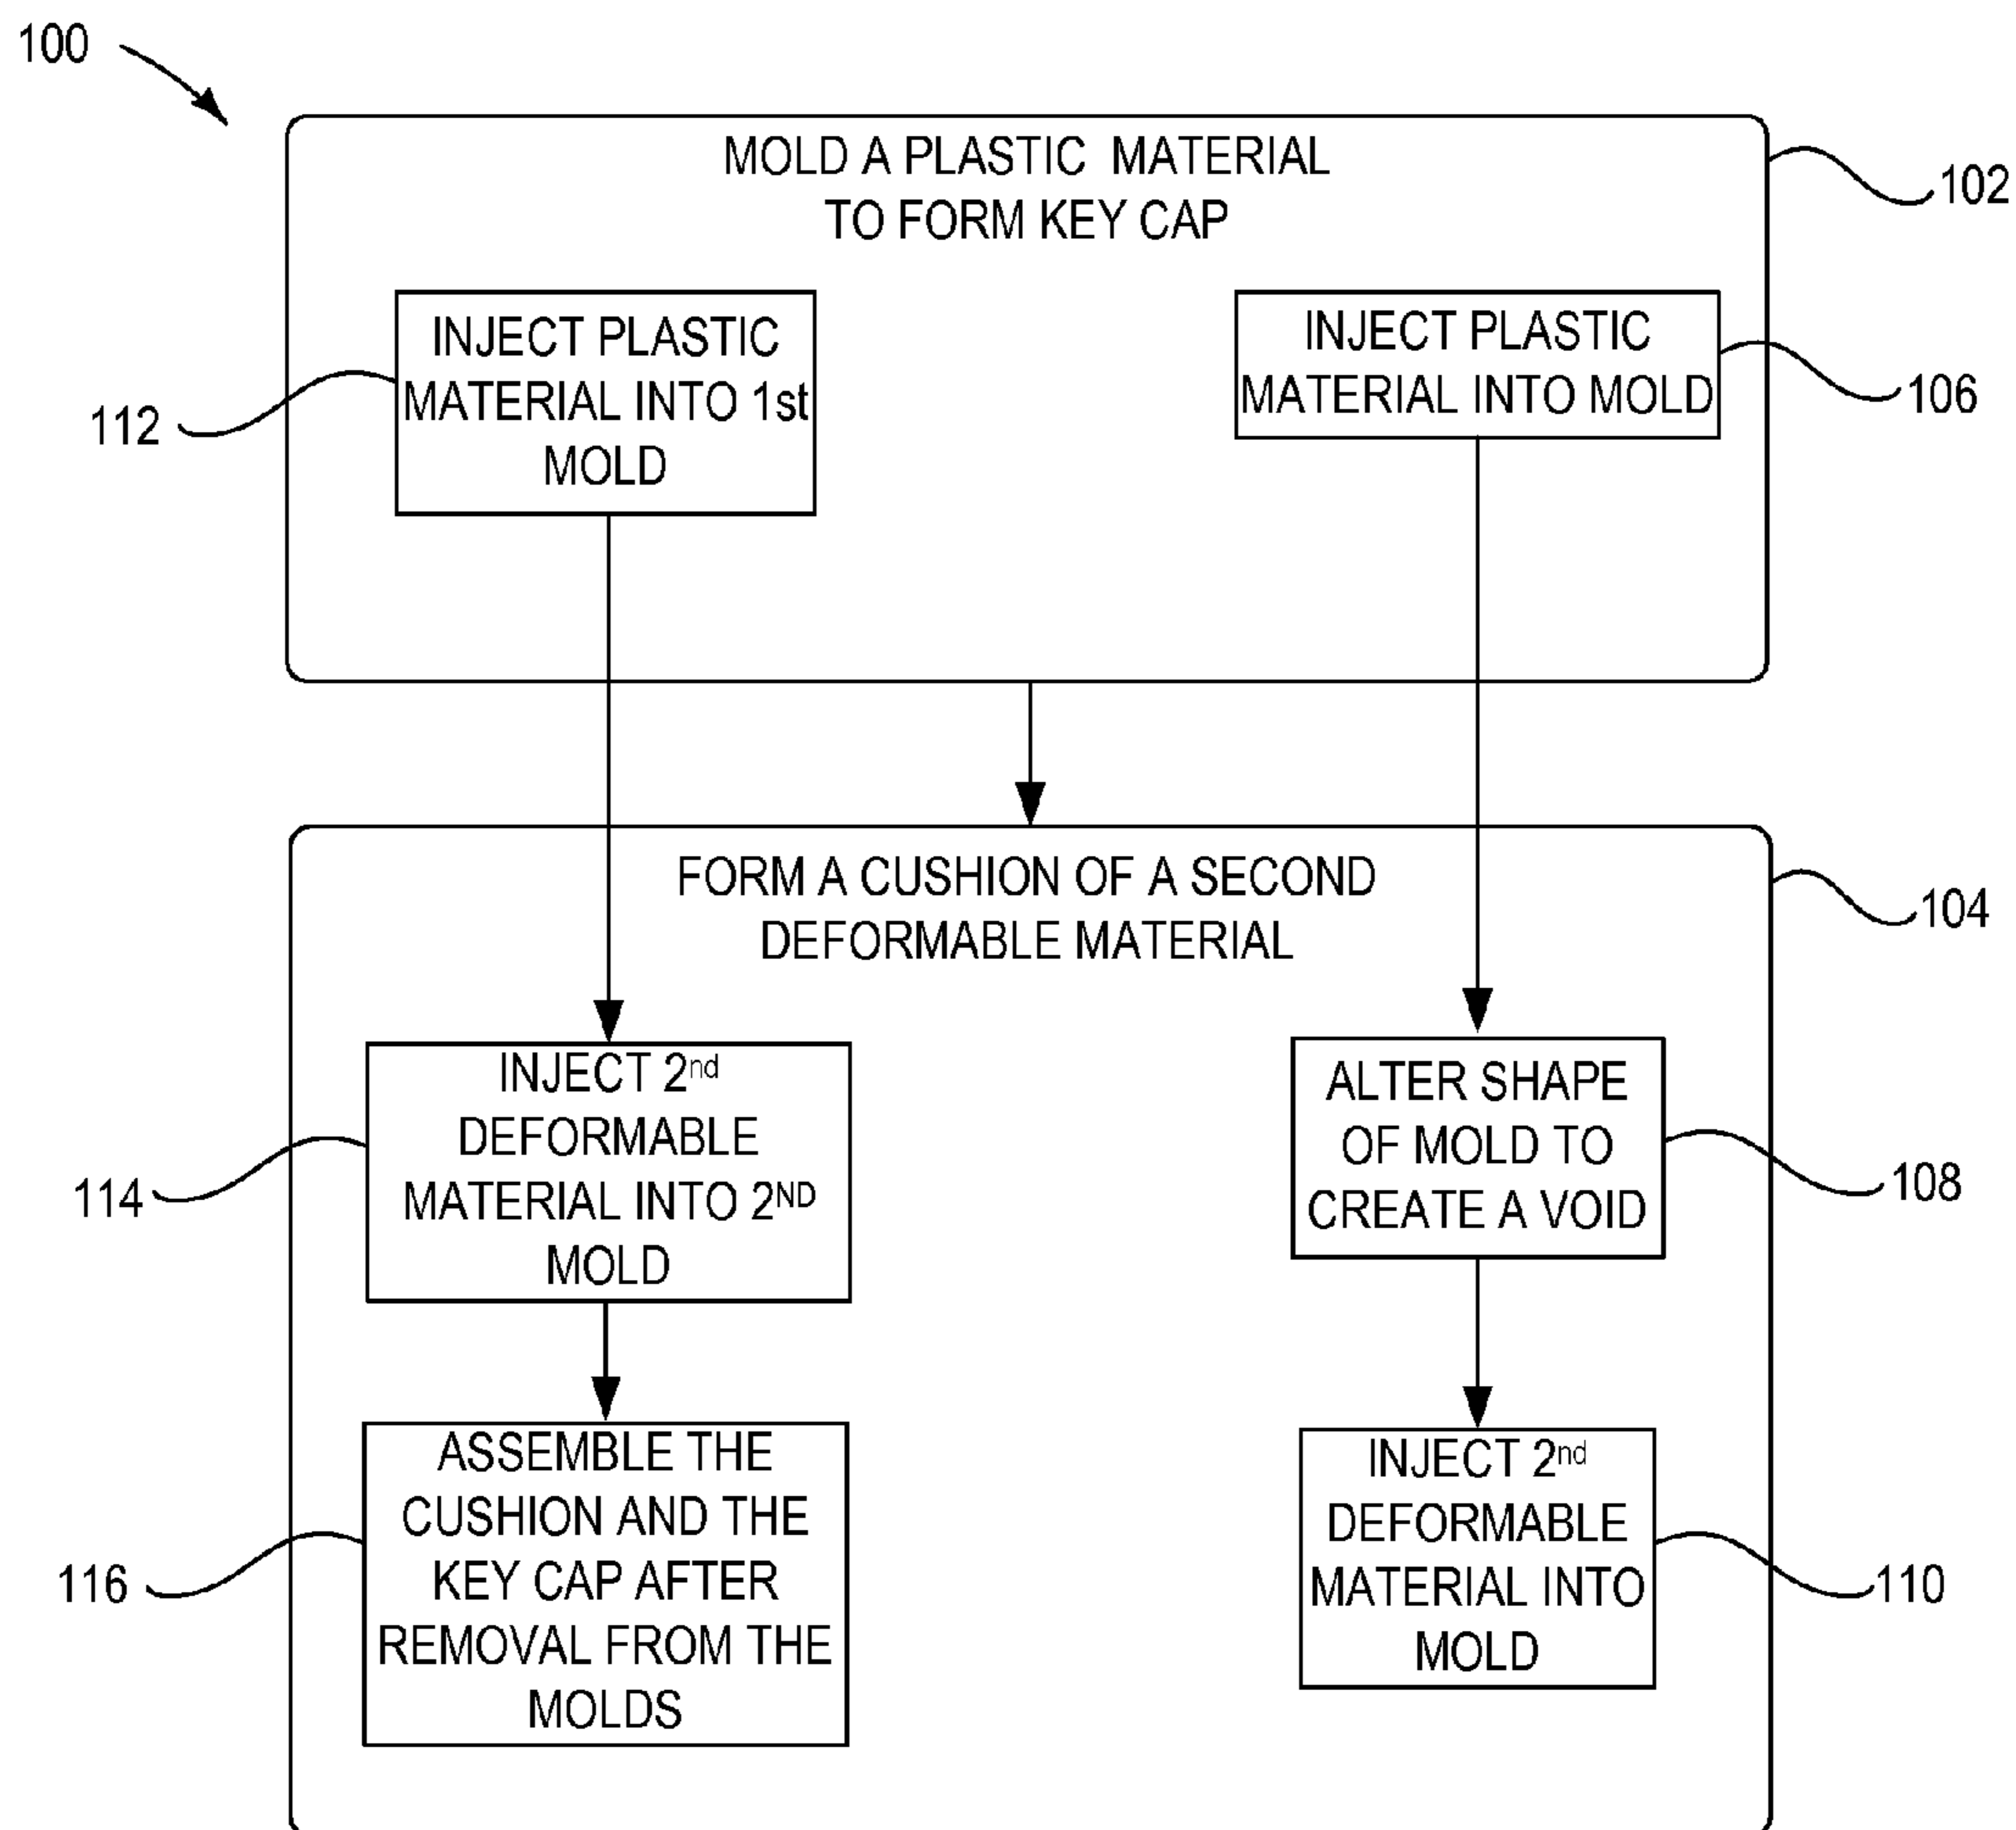 100
MOLD A PLASTIC MATERIAL
TO FORM KEY CAP
102
INJECT PLASTIC
MATERIAL INTO 1st
MOLD
112
INJECT PLASTIC
MATERIAL INTO MOLD
106
FORM A CUSHION OF A SECOND
DEFORMABLE MATERIAL
104
INJECT 2nd
DEFORMABLE
MATERIAL INTO 2ND
MOLD
114
ALTER SHAPE
OF MOLD TO
CREATE A VOID
108
ASSEMBLE THE
CUSHION AND THE
KEY CAP AFTER
REMOVAL FROM THE
MOLDS
116
INJECT 2nd
DEFORMABLE
MATERIAL INTO
MOLD
110